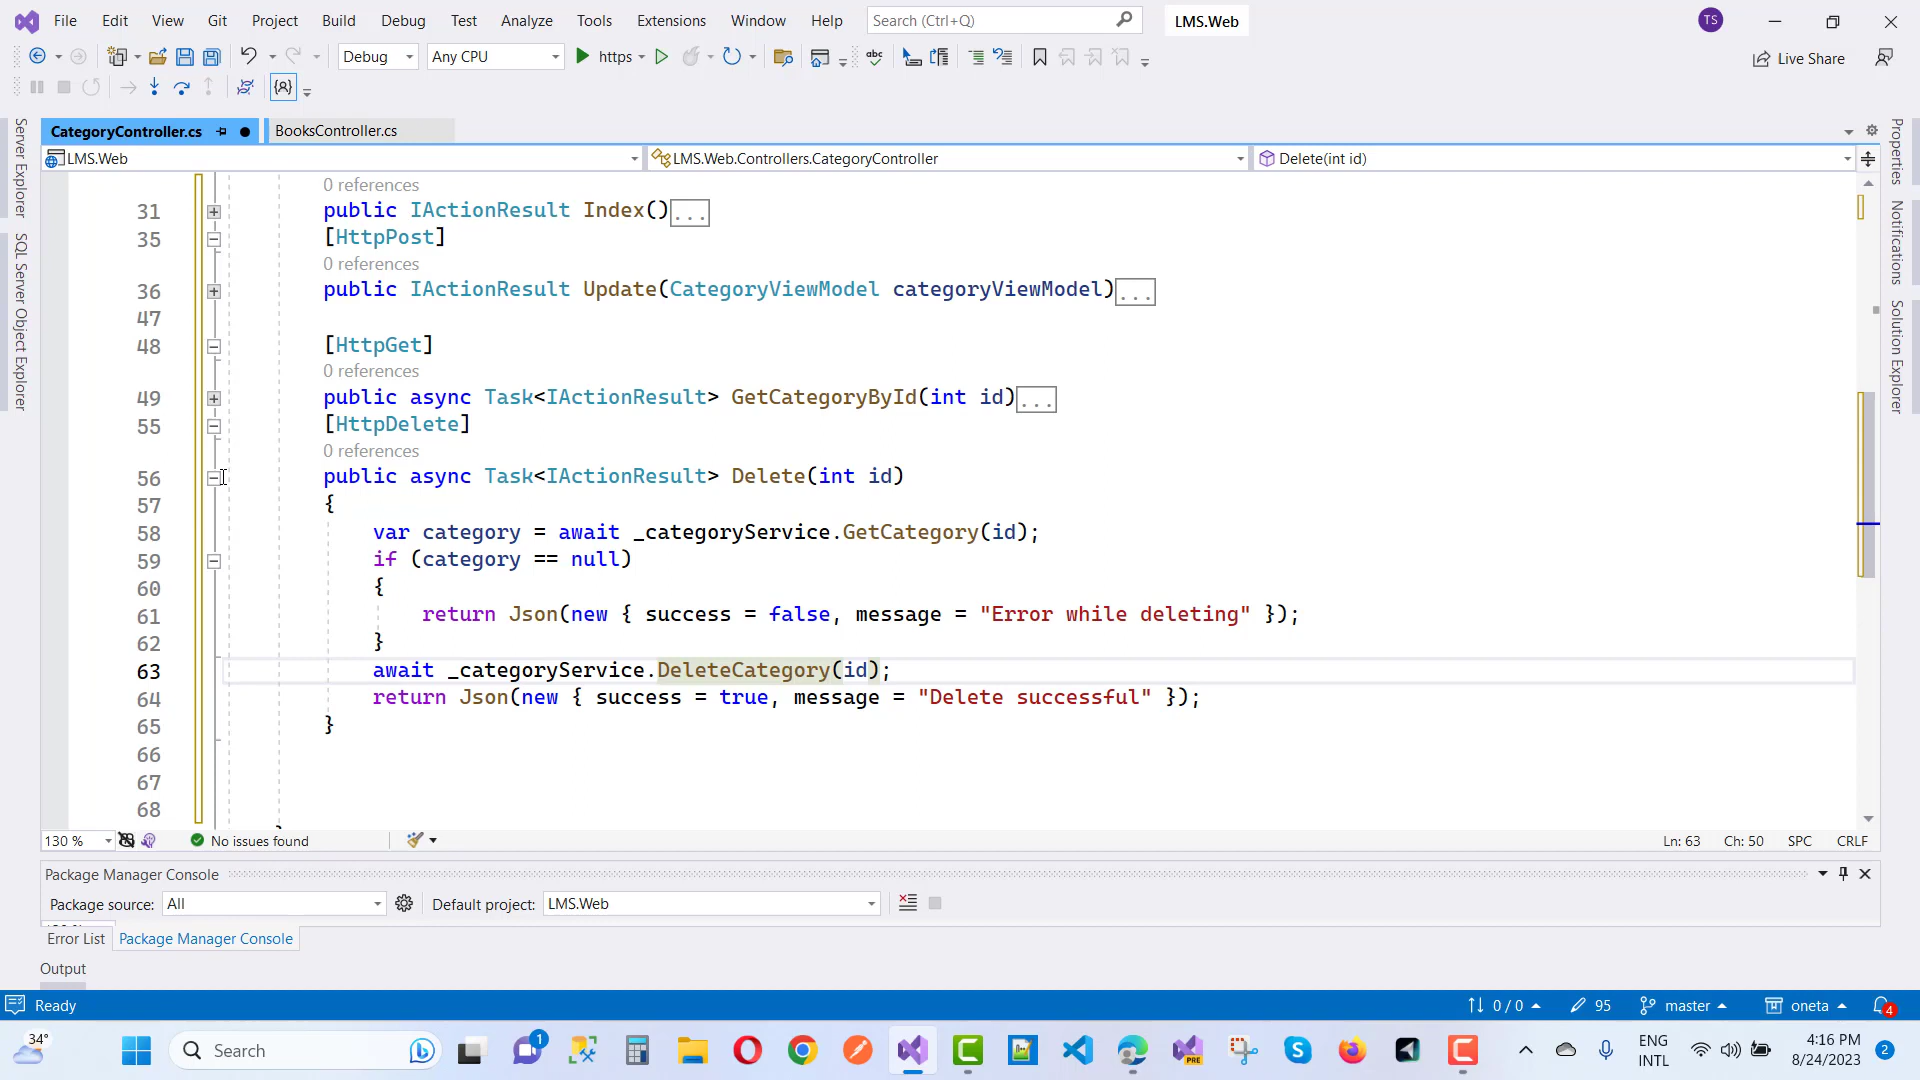 File Edit View Git Project Build Debug Test Analyze Tools Extensions Window Help Search (Ctrl+Q) LMS.Web TS
Debug Any CPU https Live Share
CategoryController.cs BooksController.cs
LMS.Web LMS.Web.Controllers.CategoryController Delete(int id)
Server Explorer
SQL Server Object Explorer
Properties
Notifications
Solution Explorer
0 references
31 public IActionResult Index()...
35 [HttpPost]
0 references
36 public IActionResult Update(CategoryViewModel categoryViewModel)...
47
48 [HttpGet]
0 references
49 public async Task<IActionResult> GetCategoryById(int id)...
55 [HttpDelete]
0 references
56 public async Task<IActionResult> Delete(int id)
57 {
58 var category = await _categoryService.GetCategory(id);
59 if (category == null)
60 {
61 return Json(new { success = false, message = "Error while deleting" });
62 }
63 await _categoryService.DeleteCategory(id);
64 return Json(new { success = true, message = "Delete successful" });
65 }
66
67
68
130 % No issues found Ln: 63 Ch: 50 SPC CRLF
Package Manager Console
Package source: All Default project: LMS.Web
Error List Package Manager Console
Output
Ready 0 / 0 95 master oneta 4
34° Search 1 PRE ENG INTL 4:16 PM 8/24/2023 2